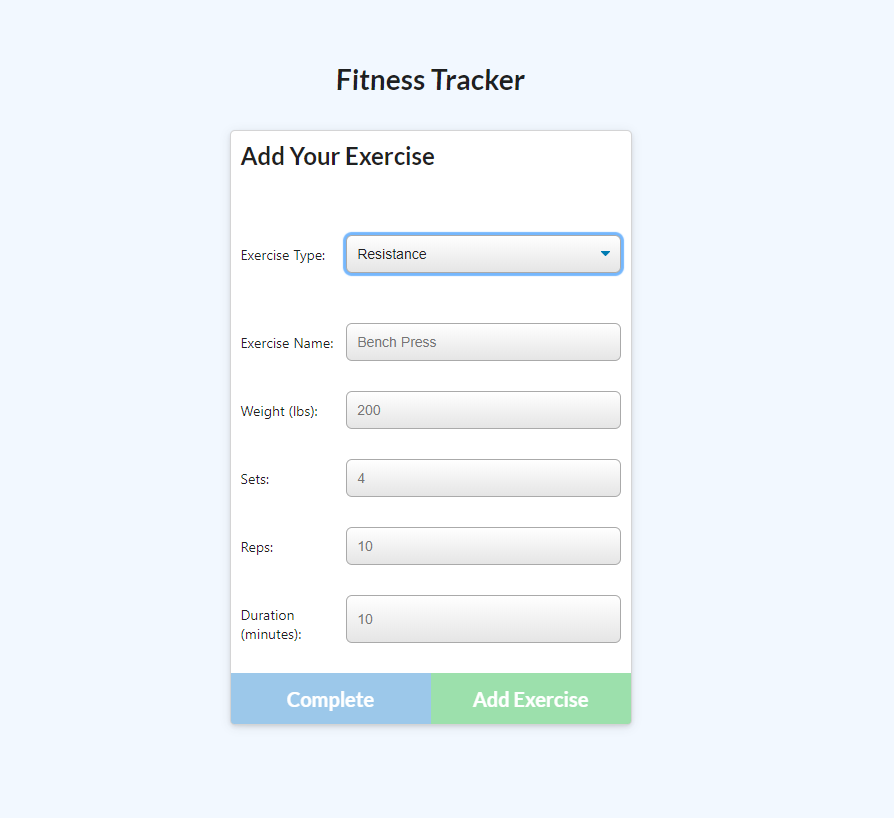 Fitness Tracker
Add Your Exercise
Exercise Type: Resistance
Exercise Name: Bench Press
Weight (lbs): 200
Sets: 4
Reps: 10
Duration
(minutes): 10
Complete Add Exercise